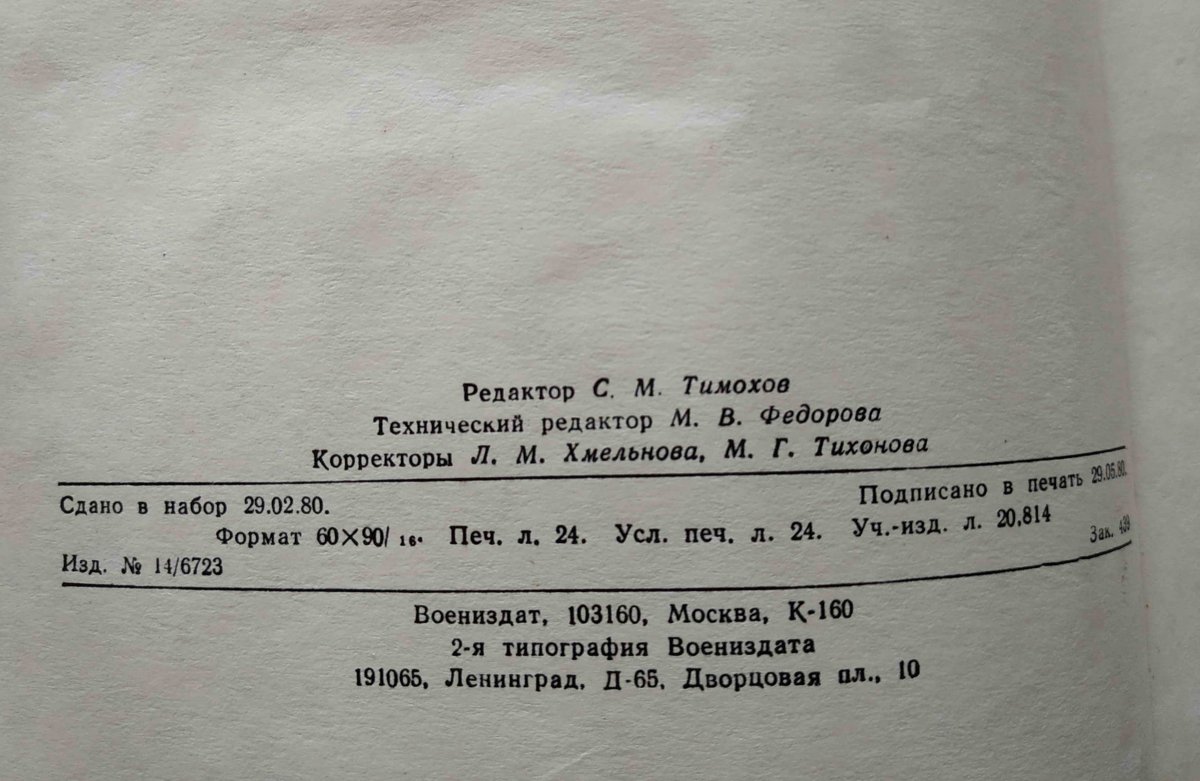 Редактор С. М. Тимохов
Технический редактор М. В. Федорова
Корректоры Л. М. Хмельнова, М. Г. Тихонова
Сдано в набор 29.02.80. Подписано в печать 29.05.80.
Формат 60×90/16. Печ. л. 24. Усл. печ. л. 24. Уч.-изд. л. 20,814
Изд. № 14/6723 Зак. 439
Воениздат, 103160, Москва, К-160
2-я типография Воениздата
191065, Ленинград, Д-65, Дворцовая пл., 10